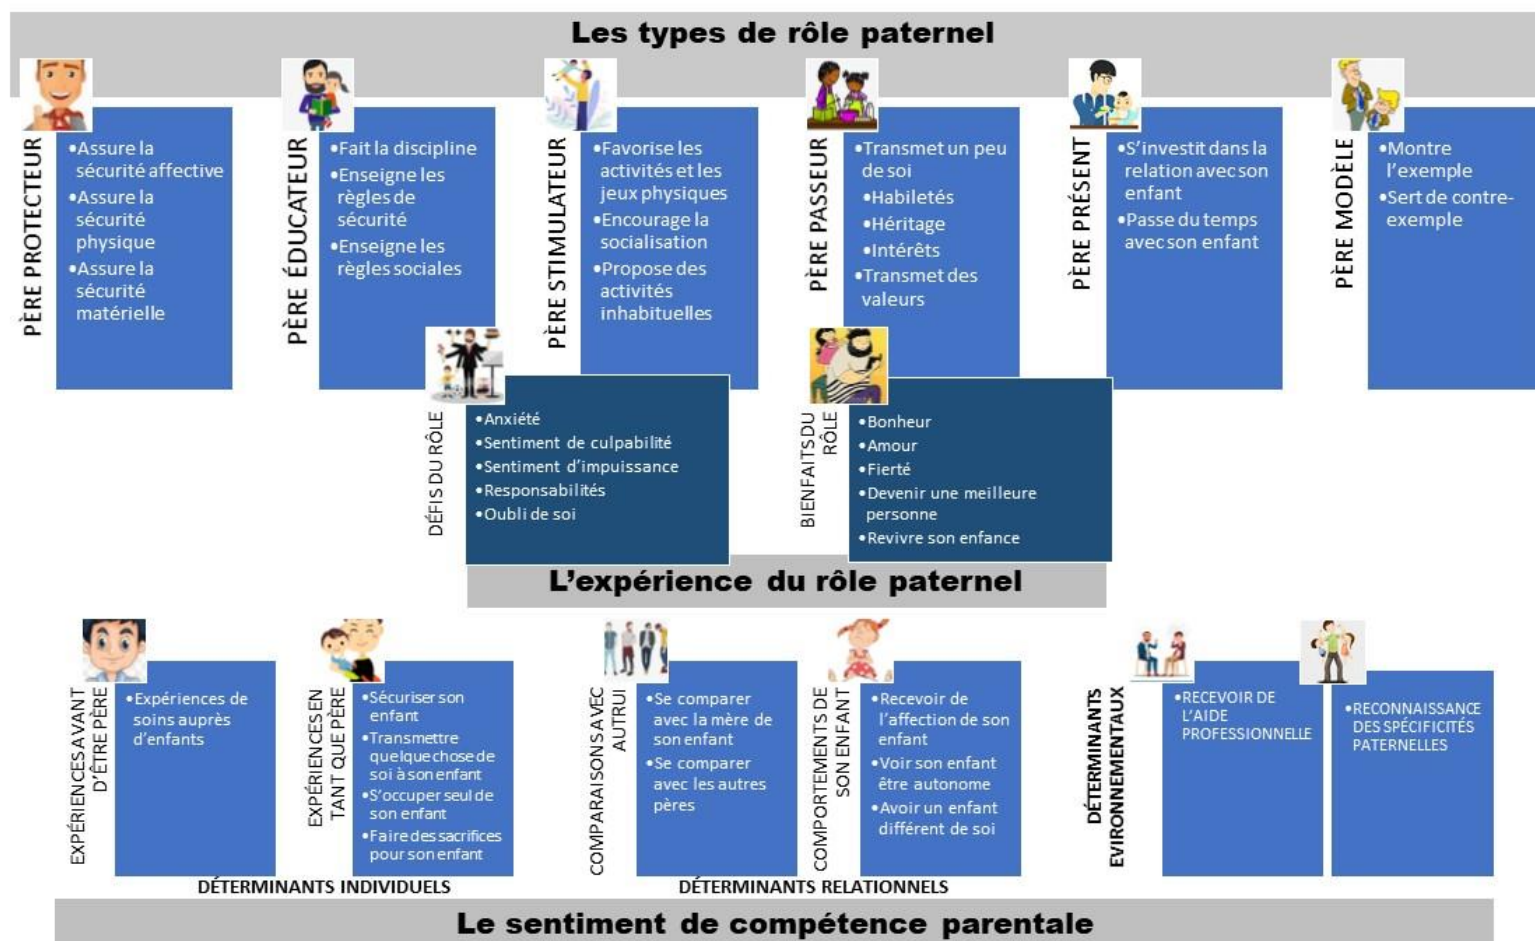 Les types de rôle paternel
PÈRE PROTECTEUR
•Assure la
sécurité affective
•Assure la
sécurité
physique
•Assure la
sécurité
matérielle
PÈRE ÉDUCATEUR
•Fait la discipline
•Enseigne les
règles de
sécurité
•Enseigne les
règles sociales
PÈRE STIMULATEUR
•Favorise les
activités et les
jeux physiques
•Encourage la
socialisation
•Propose des
activités
inhabituelles
PÈRE PASSEUR
•Transmet un peu
de soi
•Habiletés
•Héritage
•Intérêts
•Transmet des
valeurs
PÈRE PRÉSENT
•S’investit dans la
relation avec son
enfant
•Passe du temps
avec son enfant
PÈRE MODÈLE
•Montre
l’exemple
•Sert de contre-
exemple
DÉFIS DU RÔLE
•Anxiété
•Sentiment de culpabilité
•Sentiment d’impuissance
•Responsabilités
•Oubli de soi
BIENFAITS DU
RÔLE
•Bonheur
•Amour
•Fierté
•Devenir une meilleure
personne
•Revivre son enfance
L’expérience du rôle paternel
EXPÉRIENCES AVANT
D’ÊTRE PÈRE
•Expériences de
soins auprès
d’enfants
EXPÉRIENCES EN
TANT QUE PÈRE
•Sécuriser son
enfant
•Transmettre
quelque chose de
soi à son enfant
•S’occuper seul de
son enfant
•Faire des sacrifices
pour son enfant
COMPARAISONS AVEC
AUTRUI
•Se comparer
avec la mère de
son enfant
•Se comparer
avec les autres
pères
COMPORTEMENTS DE
SON ENFANT
•Recevoir de
l’affection de son
enfant
•Voir son enfant
être autonome
•Avoir un enfant
différent de soi
DÉTERMINANTS
EVIRONNEMENTAUX
•RECEVOIR DE
L’AIDE
PROFESSIONNELLE
•RECONNAISSANCE
DES SPÉCIFICITÉS
PATERNELLES
DÉTERMINANTS INDIVIDUELS
DÉTERMINANTS RELATIONNELS
Le sentiment de compétence parentale